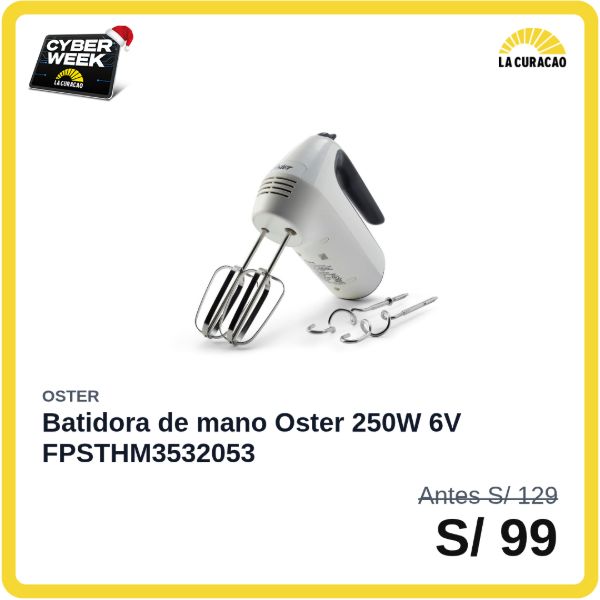 CYBER
WEEK
LA CURACAO
LA CURACAO
OSTER
Batidora de mano Oster 250W 6V
FPSTHM3532053
Antes S/ 129
S/ 99